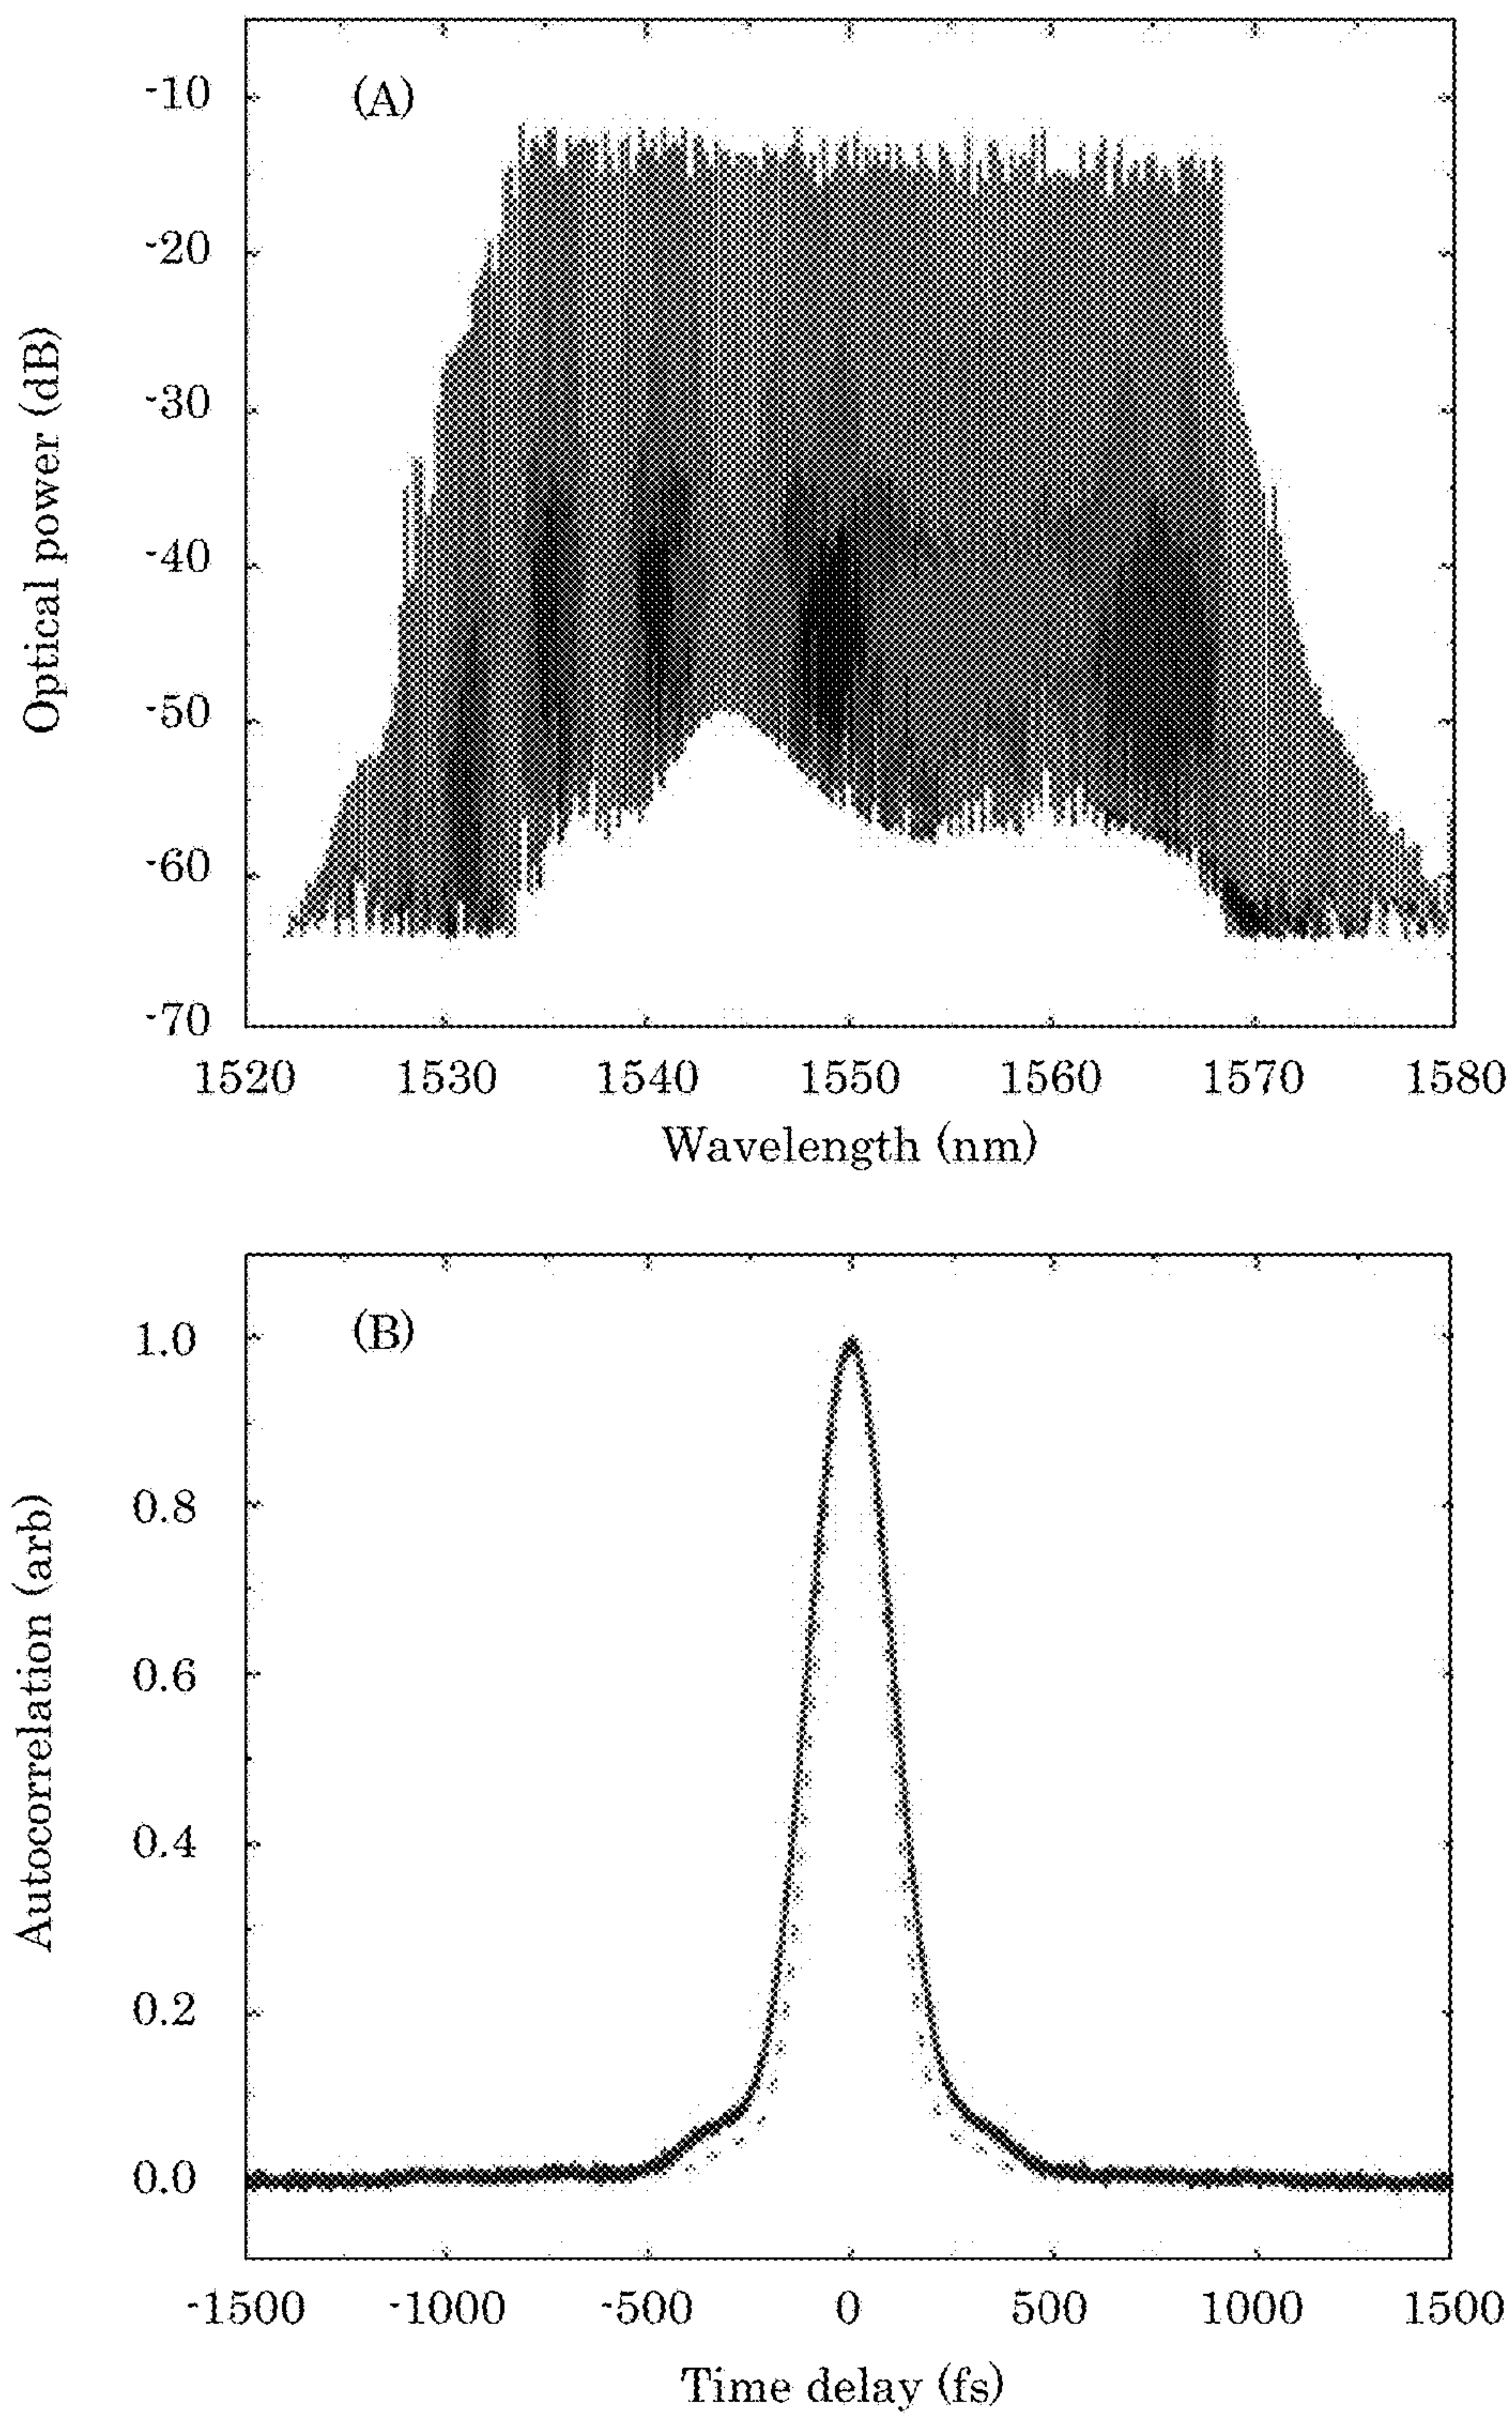 (A)
Optical power (dB)
-10
-20
-30
-40
-50
-60
-70
1520 1530 1540 1550 1560 1570 1580
Wavelength (nm)
(B)
Autocorrelation (arb)
1.0
0.8
0.6
0.4
0.2
0.0
-1500 -1000 -500 0 500 1000 1500
Time delay (fs)